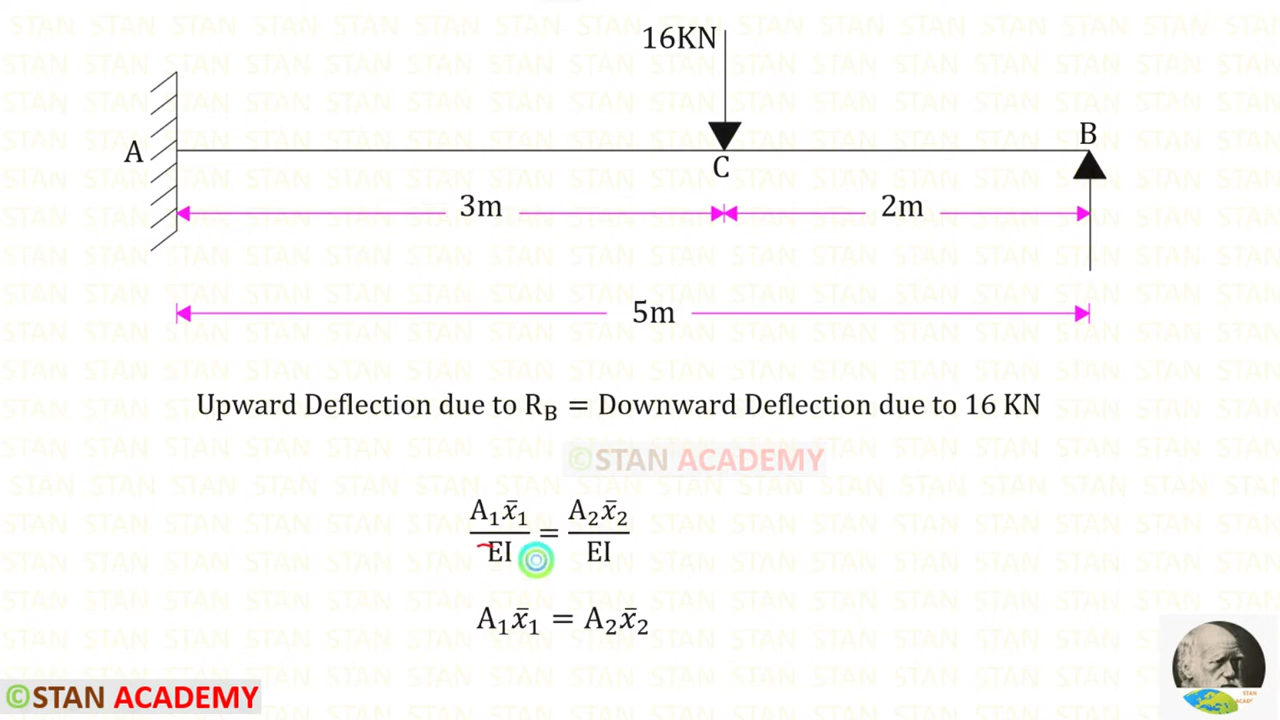 16KN
A
B
C
3m
2m
5m
Upward Deflection due to R_B = Downward Deflection due to 16 KN
©STAN ACADEMY
A₁x̄₁/EI = A₂x̄₂/EI
A₁x̄₁ = A₂x̄₂
©STAN ACADEMY